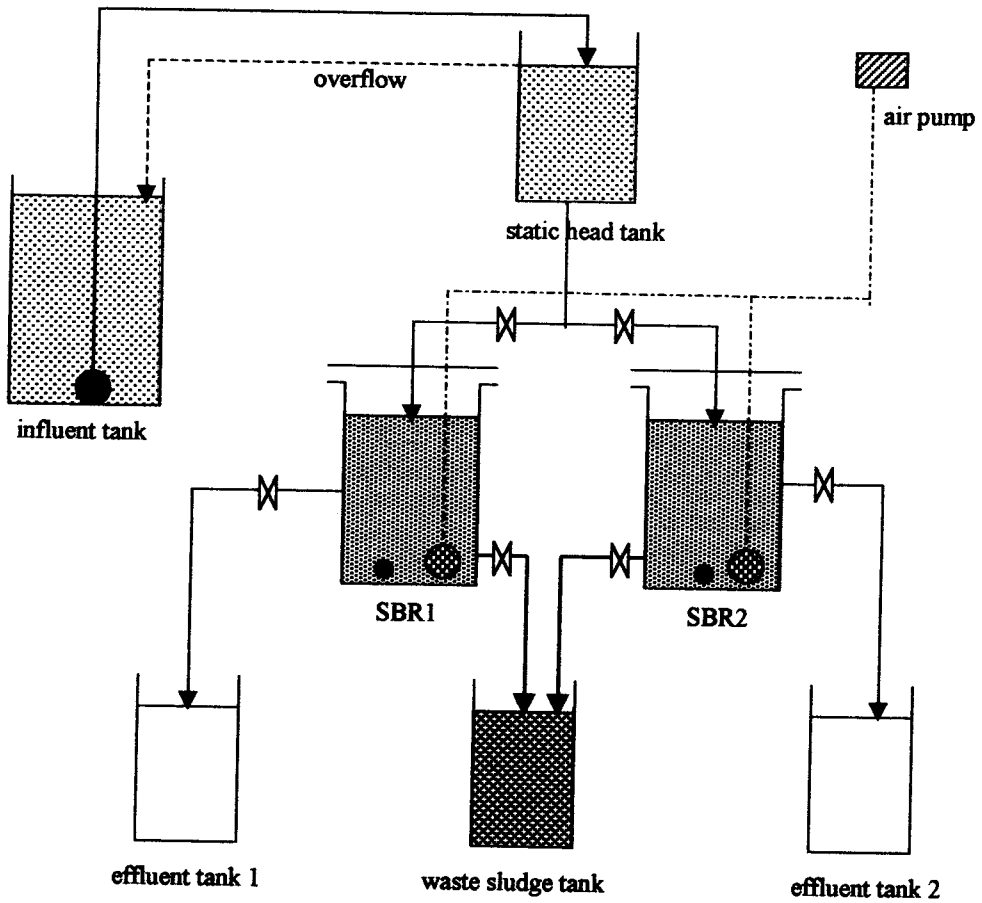 overflow
air pump
static head tank
influent tank
SBR1
SBR2
effluent tank 1
waste sludge tank
effluent tank 2